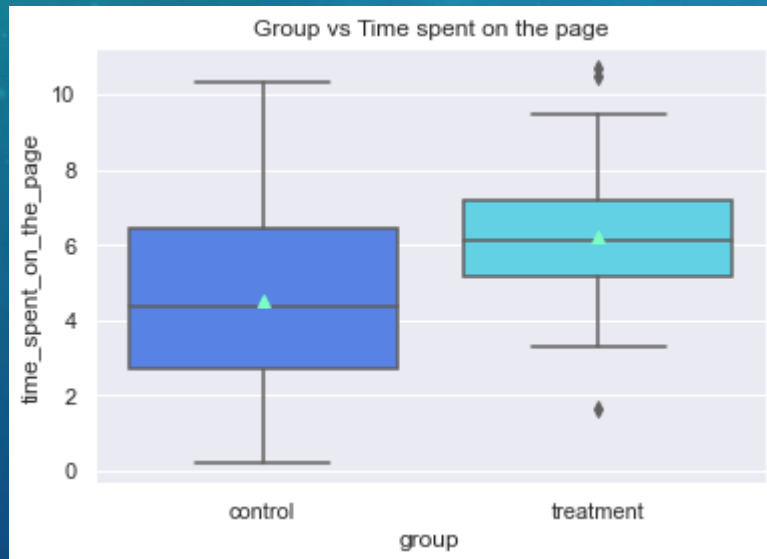 Group vs Time spent on the page
time_spent_on_the_page
10
8
6
4
2
0
control treatment
group